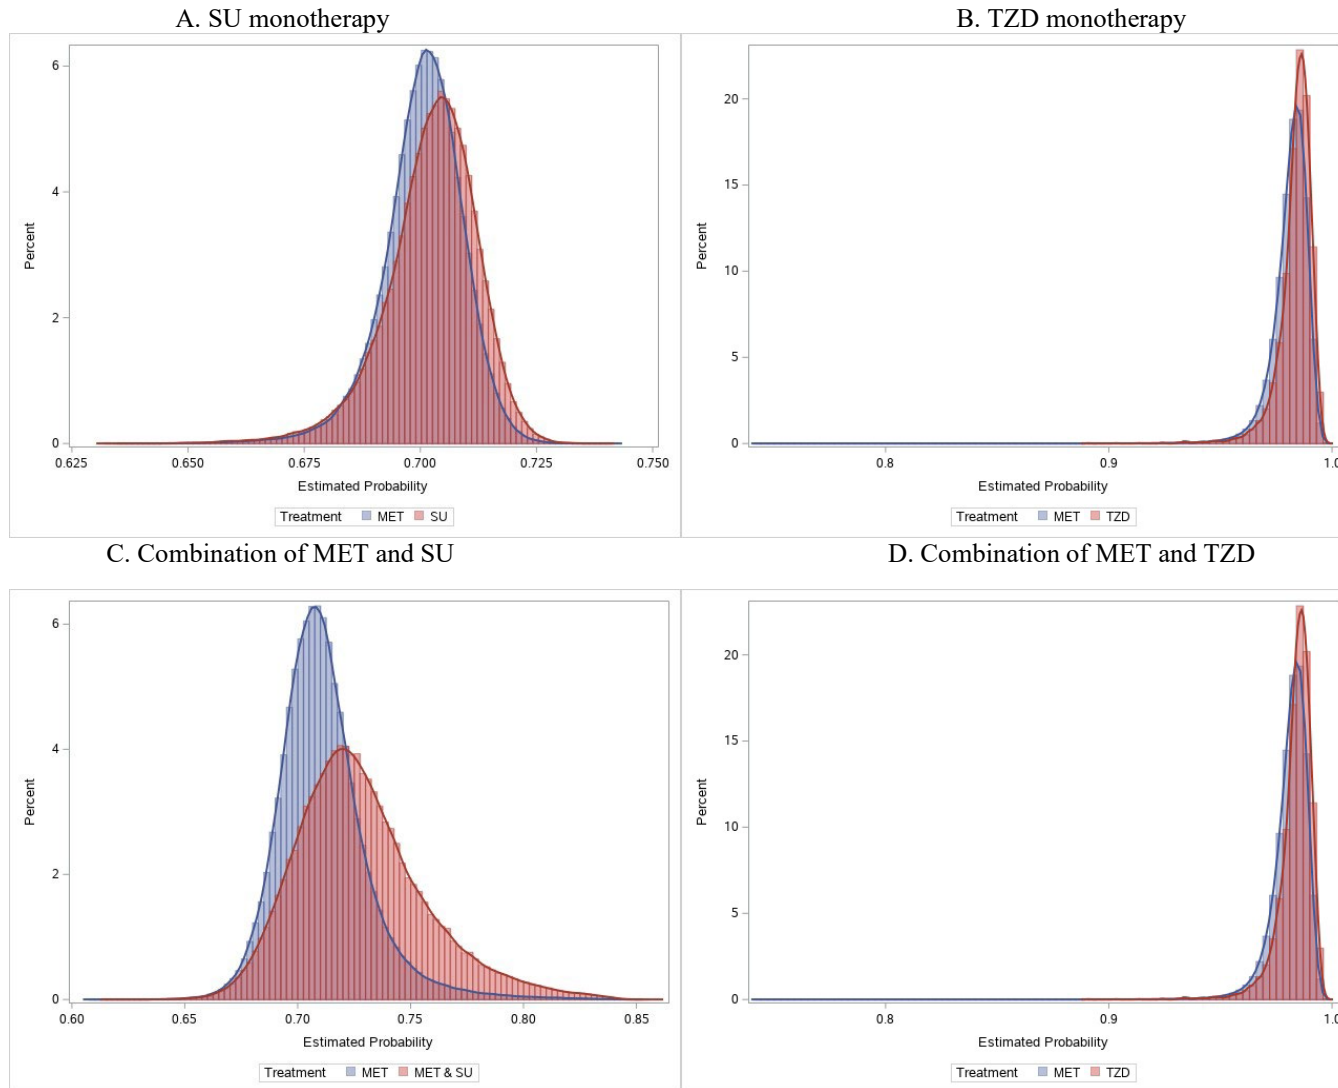 A. SU monotherapy
6
4
2
0
Percent
0.625 0.650 0.675 0.700 0.725 0.750
Estimated Probability
Treatment MET SU
B. TZD monotherapy
20
15
10
5
0
Percent
0.8 0.9 1.0
Estimated Probability
Treatment MET TZD
C. Combination of MET and SU
6
4
2
0
Percent
0.60 0.65 0.70 0.75 0.80 0.85
Estimated Probability
Treatment MET MET & SU
D. Combination of MET and TZD
20
15
10
5
0
Percent
0.8 0.9 1.0
Estimated Probability
Treatment MET TZD